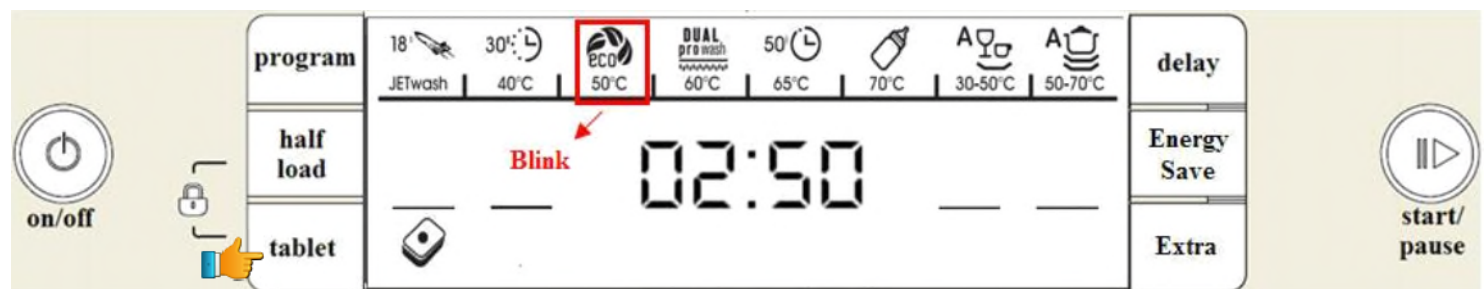 program
18'
30'
eco
DUAL
pro wash
50'
A
A
JETwash
40°C
50°C
60°C
65°C
70°C
30-50°C
50-70°C
delay
on/off
half
load
tablet
Blink
02:50
Energy
Save
Extra
start/
pause